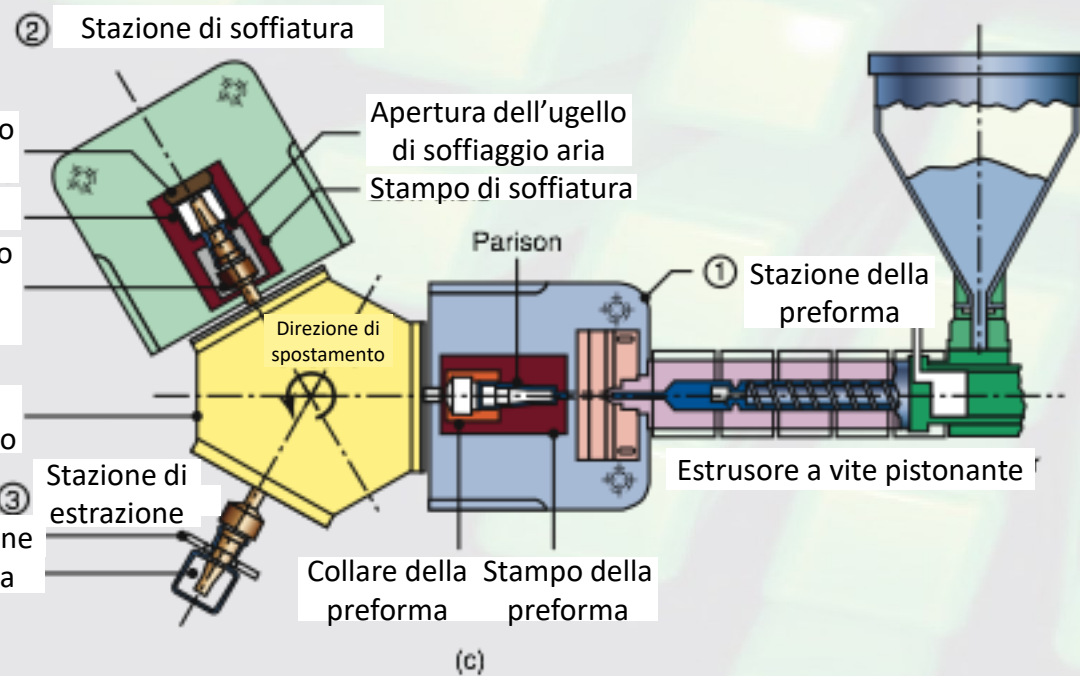 ② Stazione di soffiatura
Apertura dell’ugello
di soffiaggio aria
Stampo di soffiatura
Parison
① Stazione della
preforma
Direzione di
spostamento
Estrusore a vite pistonante
③ Stazione di
estrazione
Collare della
preforma
Stampo della
preforma
(c)